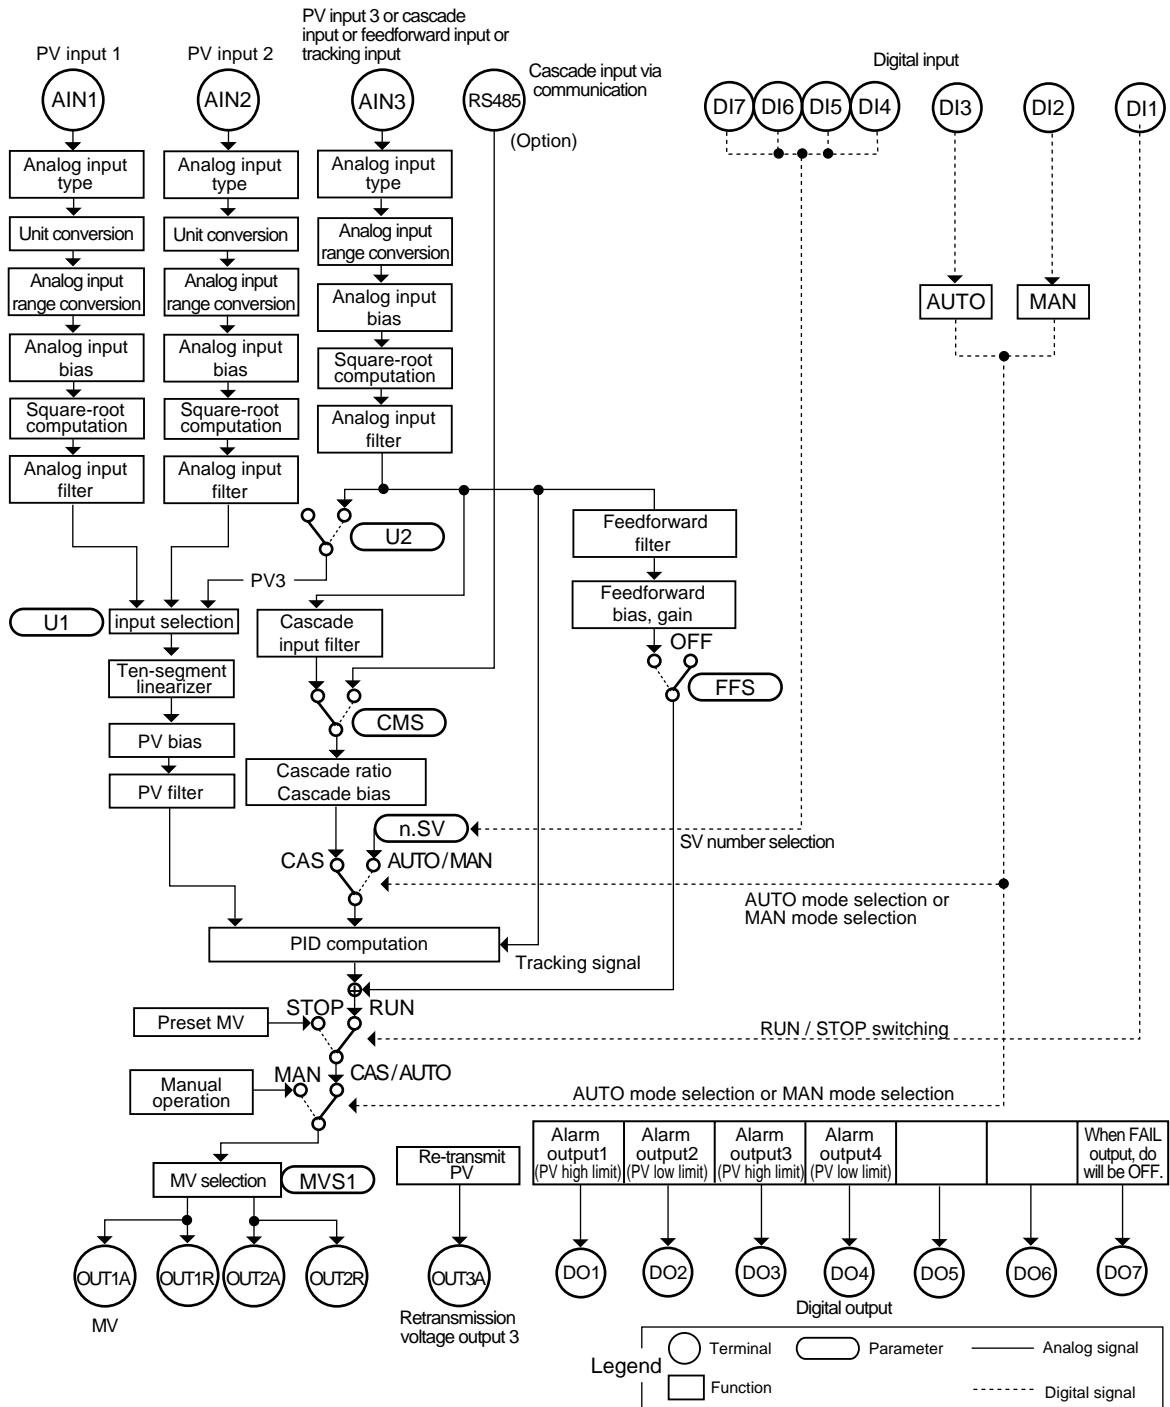 PV input 1
PV input 2
PV input 3 or cascade
input or feedforward input or
tracking input
Cascade input via
communication
(Option)
Digital input
AIN1
AIN2
AIN3
RS485
DI7
DI6
DI5
DI4
DI3
DI2
DI1
Analog input
type
Analog input
type
Analog input
type
Unit conversion
Unit conversion
Analog input
range conversion
Analog input
range conversion
Analog input
range conversion
Analog input
bias
Analog input
bias
Analog input
bias
AUTO
MAN
Square-root
computation
Square-root
computation
Square-root
computation
Analog input
filter
Analog input
filter
Analog input
filter
U2
Feedforward
filter
PV3
Feedforward
bias, gain
U1
input selection
Cascade
input filter
OFF
FFS
Ten-segment
linearizer
CMS
PV bias
Cascade ratio
Cascade bias
PV filter
n.SV
SV number selection
CAS
AUTO/MAN
AUTO mode selection or
MAN mode selection
PID computation
Tracking signal
STOP
RUN
Preset MV
RUN / STOP switching
MAN
CAS/AUTO
Manual
operation
AUTO mode selection or MAN mode selection
MV selection
MVS1
Re-transmit
PV
Alarm
output1
(PV high limit)
Alarm
output2
(PV low limit)
Alarm
output3
(PV high limit)
Alarm
output4
(PV low limit)
When FAIL
output, do
will be OFF.
OUT1A
OUT1R
OUT2A
OUT2R
OUT3A
DO1
DO2
DO3
DO4
DO5
DO6
DO7
MV
Retransmission
voltage output 3
Digital output
Legend
Terminal
Parameter
Analog signal
Function
Digital signal